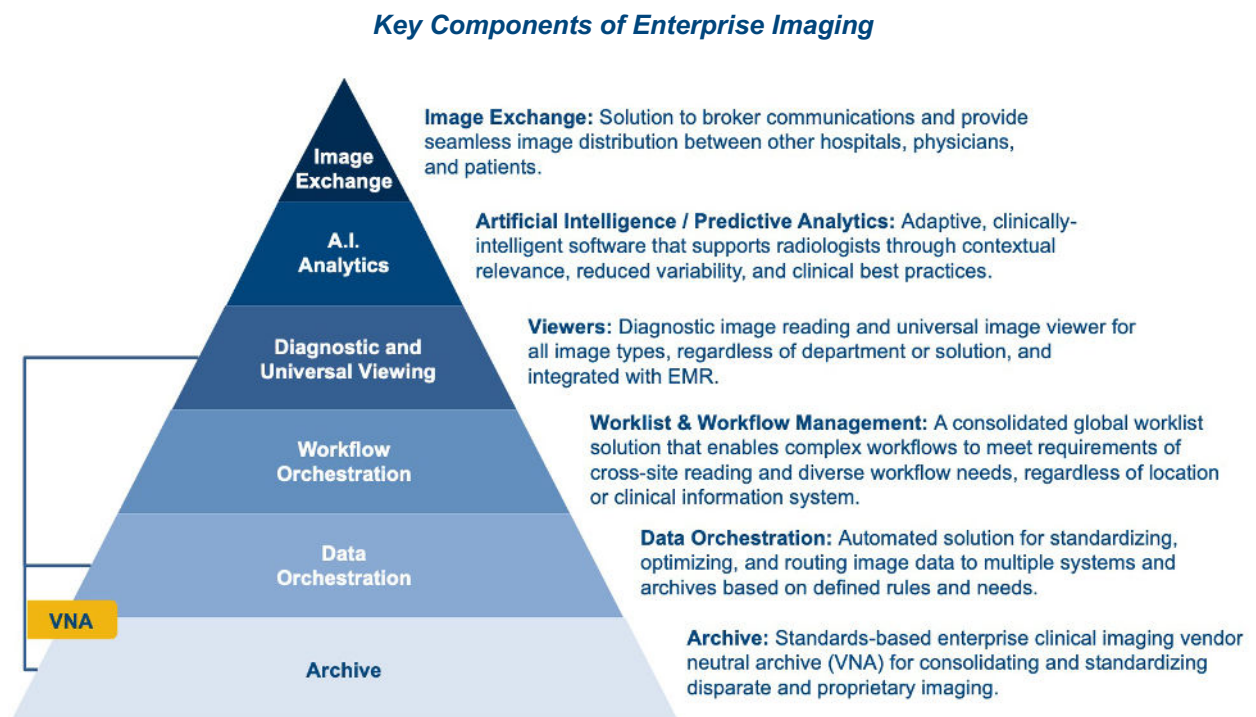 Key Components of Enterprise Imaging
Image
Exchange
Image Exchange: Solution to broker communications and provide
seamless image distribution between other hospitals, physicians,
and patients.
A.I.
Analytics
Artificial Intelligence / Predictive Analytics: Adaptive, clinically-
intelligent software that supports radiologists through contextual
relevance, reduced variability, and clinical best practices.
Diagnostic and
Universal Viewing
Viewers: Diagnostic image reading and universal image viewer for
all image types, regardless of department or solution, and
integrated with EMR.
Workflow
Orchestration
Worklist & Workflow Management: A consolidated global worklist
solution that enables complex workflows to meet requirements of
cross-site reading and diverse workflow needs, regardless of location
or clinical information system.
Data
Orchestration
Data Orchestration: Automated solution for standardizing,
optimizing, and routing image data to multiple systems and
archives based on defined rules and needs.
VNA
Archive
Archive: Standards-based enterprise clinical imaging vendor
neutral archive (VNA) for consolidating and standardizing
disparate and proprietary imaging.